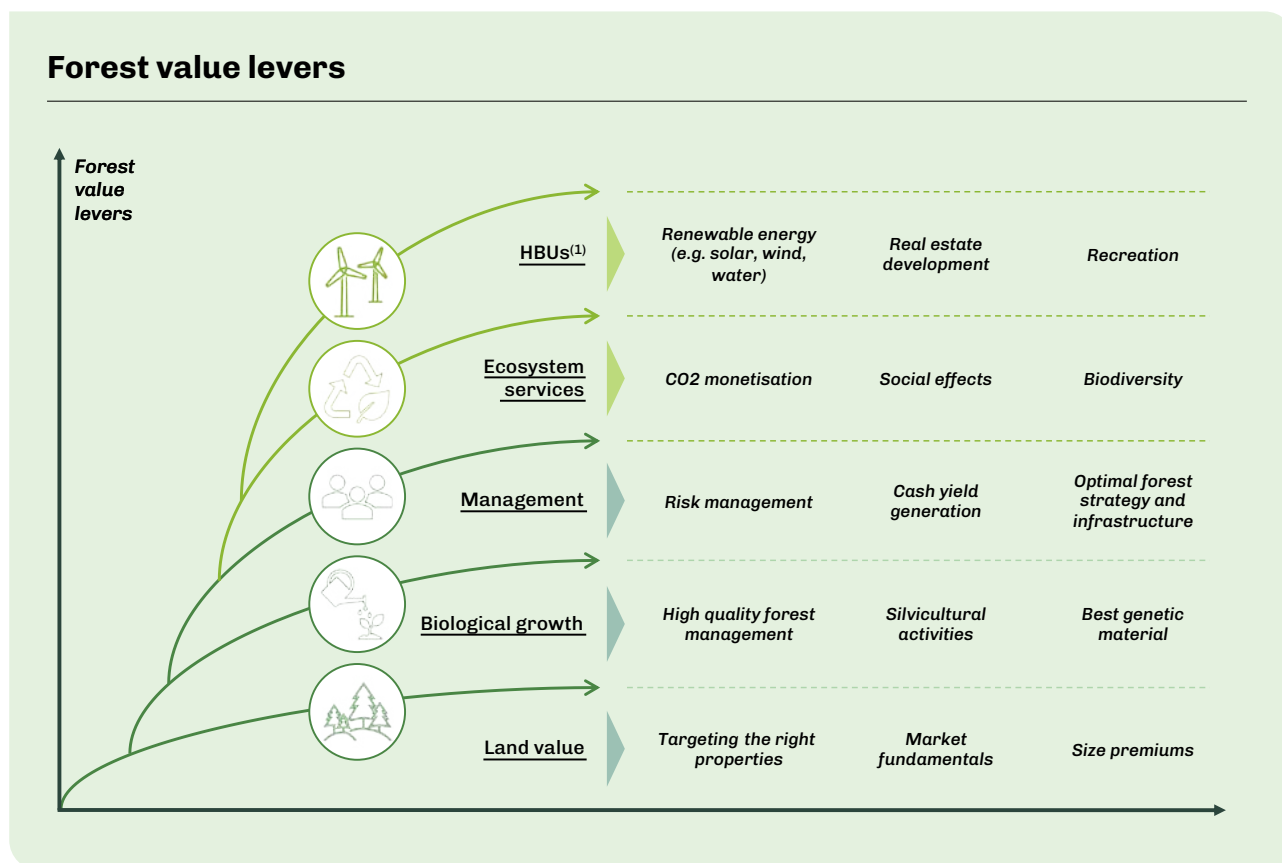 Forest value levers
Forest
value
levers
HBUs(1)
Renewable energy
(e.g. solar, wind,
water)
Real estate
development
Recreation
Ecosystem
services
CO2 monetisation
Social effects
Biodiversity
Management
Risk management
Cash yield
generation
Optimal forest
strategy and
infrastructure
Biological growth
High quality forest
management
Silvicultural
activities
Best genetic
material
Land value
Targeting the right
properties
Market
fundamentals
Size premiums